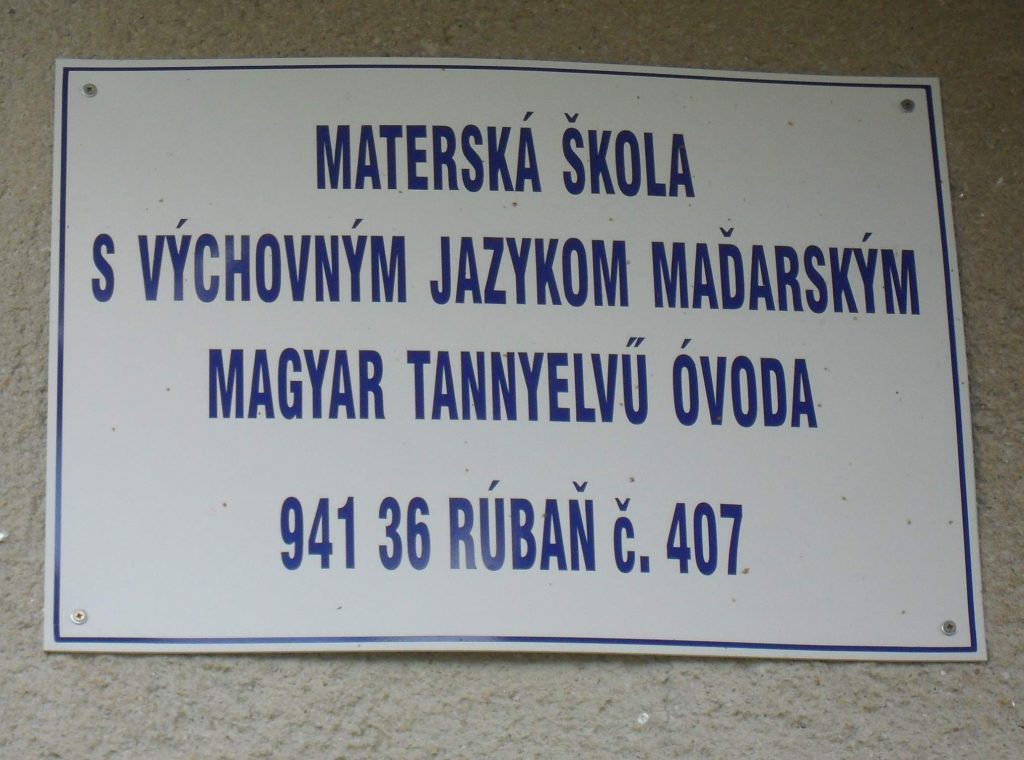 MATERSKÁ ŠKOLA
S VÝCHOVNÝM JAZYKOM MAĎARSKÝM
MAGYAR TANNYELVŰ ÓVODA
941 36 RÚBAŇ č. 407